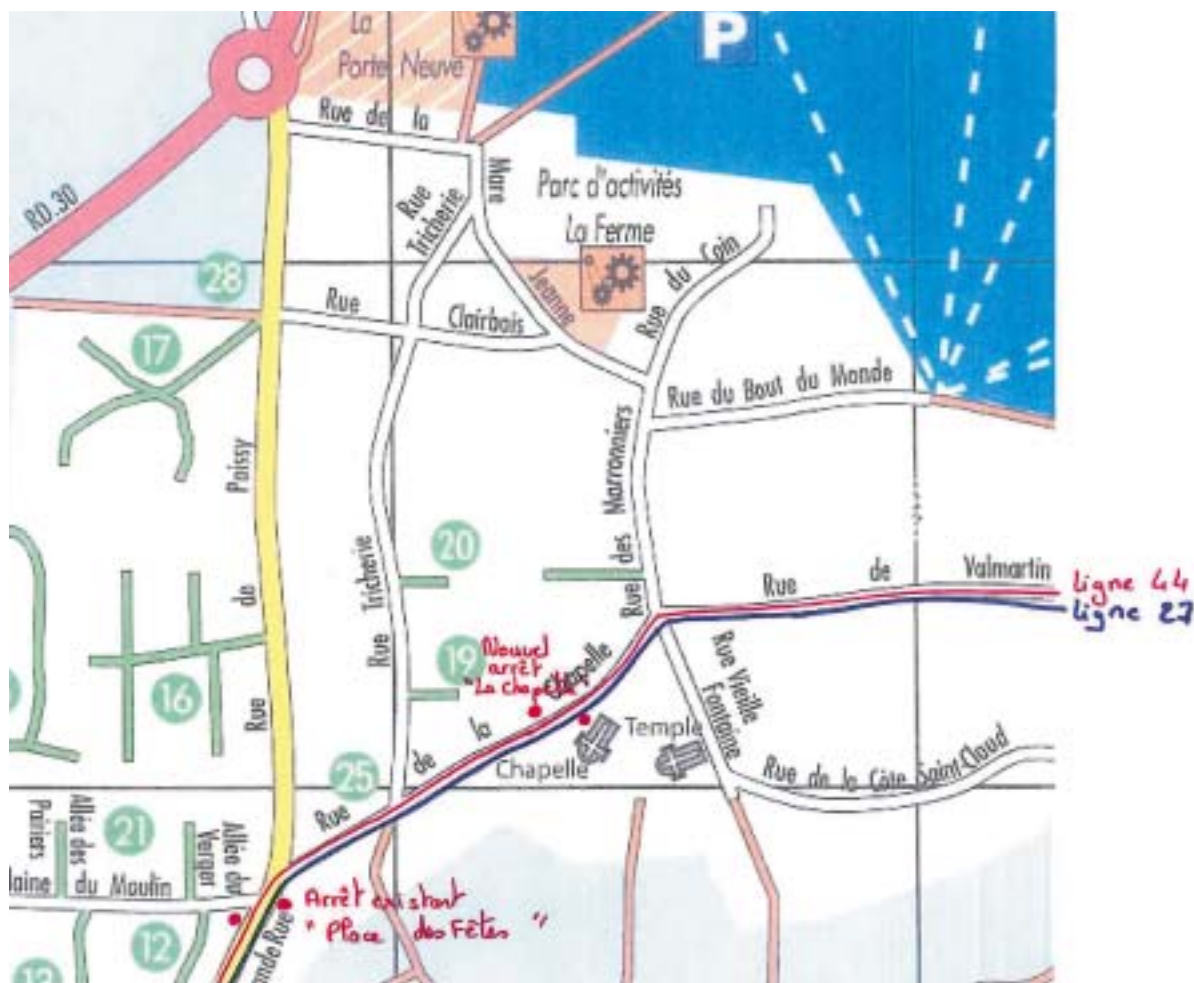 La
Porte Neuve
P
Rue de la
Mare
Jeanne
RD.30
Rue
Tricherie
Parc d'activités
La Ferme
Rue du Coin
28
Rue Clairbois
17
Rue du Bout du Monde
Rue de Poissy
Rue des Marronniers
20
Rue Tricherie
Rue de Valmartin
Ligne 44
Ligne 27
19
Nouvel
arrêt
"La chapelle"
16
Rue de la Chapelle
Rue Vieille
Fontaine
Temple
Chapelle
25
Rue de la Côte Saint Cloud
Allée des
Poiriers
21
Allée du
Verger
laine du Moulin
Arrêt existant
" Place des Fêtes "
nde Rue
12
13